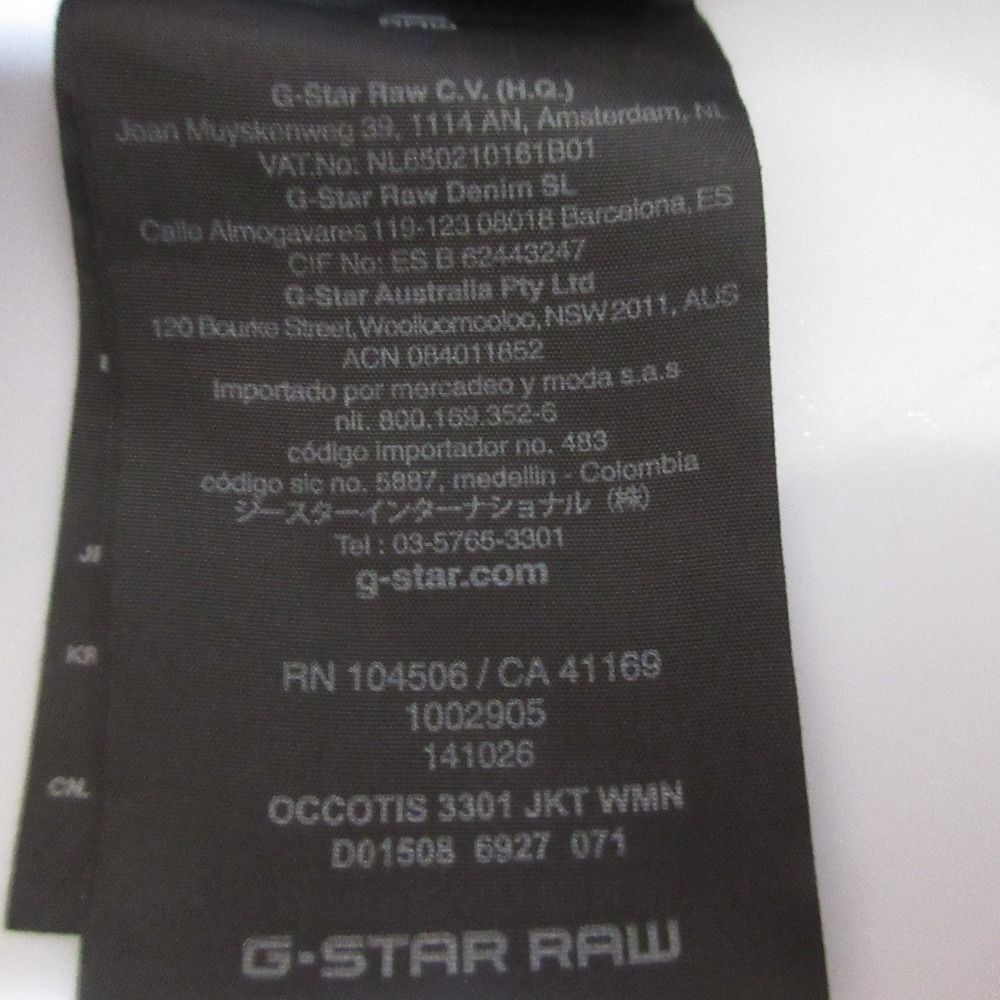 G-Star Raw C.V. (H.Q.)
Joan Muyskenweg 39, 1114 AN, Amsterdam, NL
VAT.No: NL850210161B01
G-Star Raw Denim SL
Calle Almogavares 119-123 08018 Barcelona, ES
CIF No: ES B 62443247
G-Star Australia Pty Ltd
120 Bourke Street, Woolloomooloo, NSW 2011, AUS
ACN 084011852
Importado por mercadeo y moda s.a.s
nit. 800.169.352-6
código importador no. 483
código sic no. 5887, medellin - Colombia
ジースターインターナショナル（株）
Tel : 03-5765-3301
g-star.com
RN 104506 / CA 41169
1002905
141026
OCCOTIS 3301 JKT WMN
D01508 6927 071
G-STAR RAW
KR
CN.